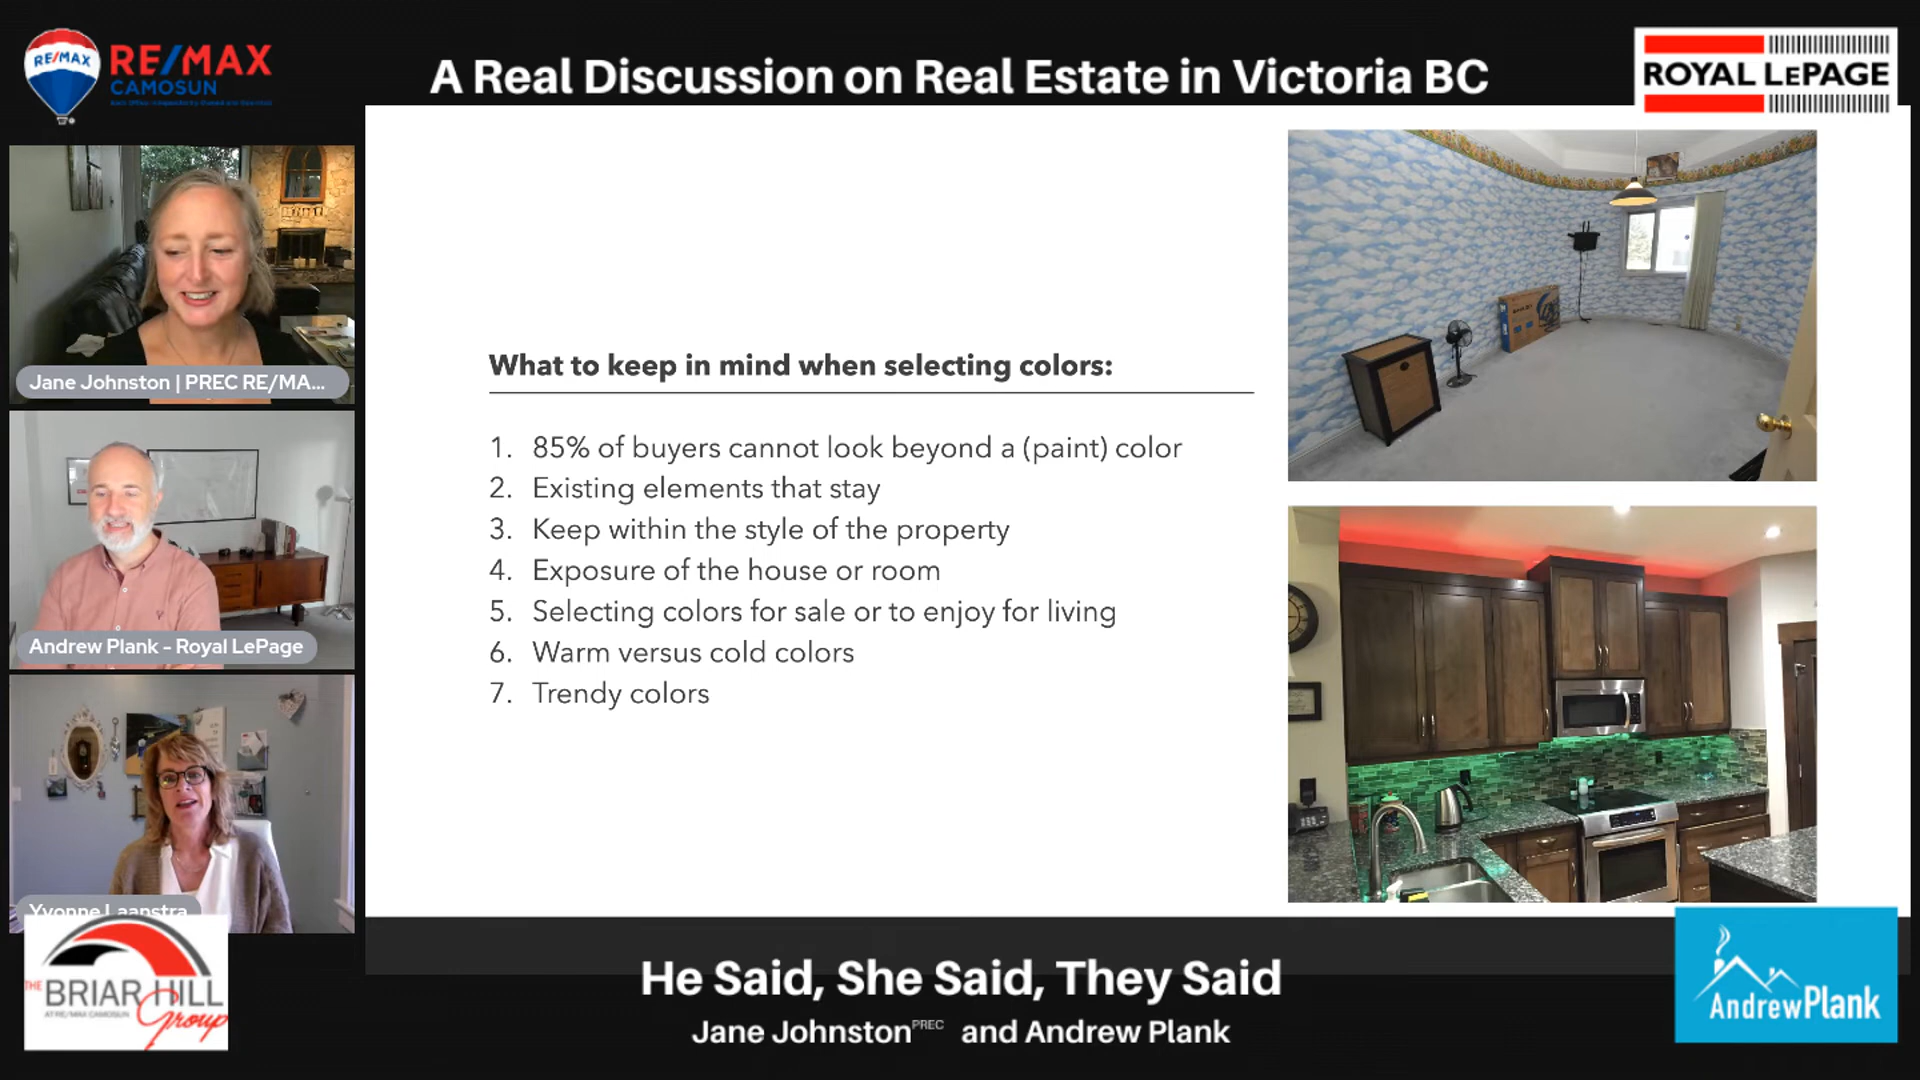 RE/MAX
RE/MAX
CAMOSUN
A Real Discussion on Real Estate in Victoria BC
ROYAL LEPAGE
Jane Johnston | PREC RE/MA...
Andrew Plank - Royal LePage
Yvonne Laanstra
What to keep in mind when selecting colors:
1. 85% of buyers cannot look beyond a (paint) color
2. Existing elements that stay
3. Keep within the style of the property
4. Exposure of the house or room
5. Selecting colors for sale or to enjoy for living
6. Warm versus cold colors
7. Trendy colors
THE
BRIAR HILL
AT RE/MAX CAMOSUN
Group
He Said, She Said, They Said
Jane Johnston PREC and Andrew Plank
AndrewPlank